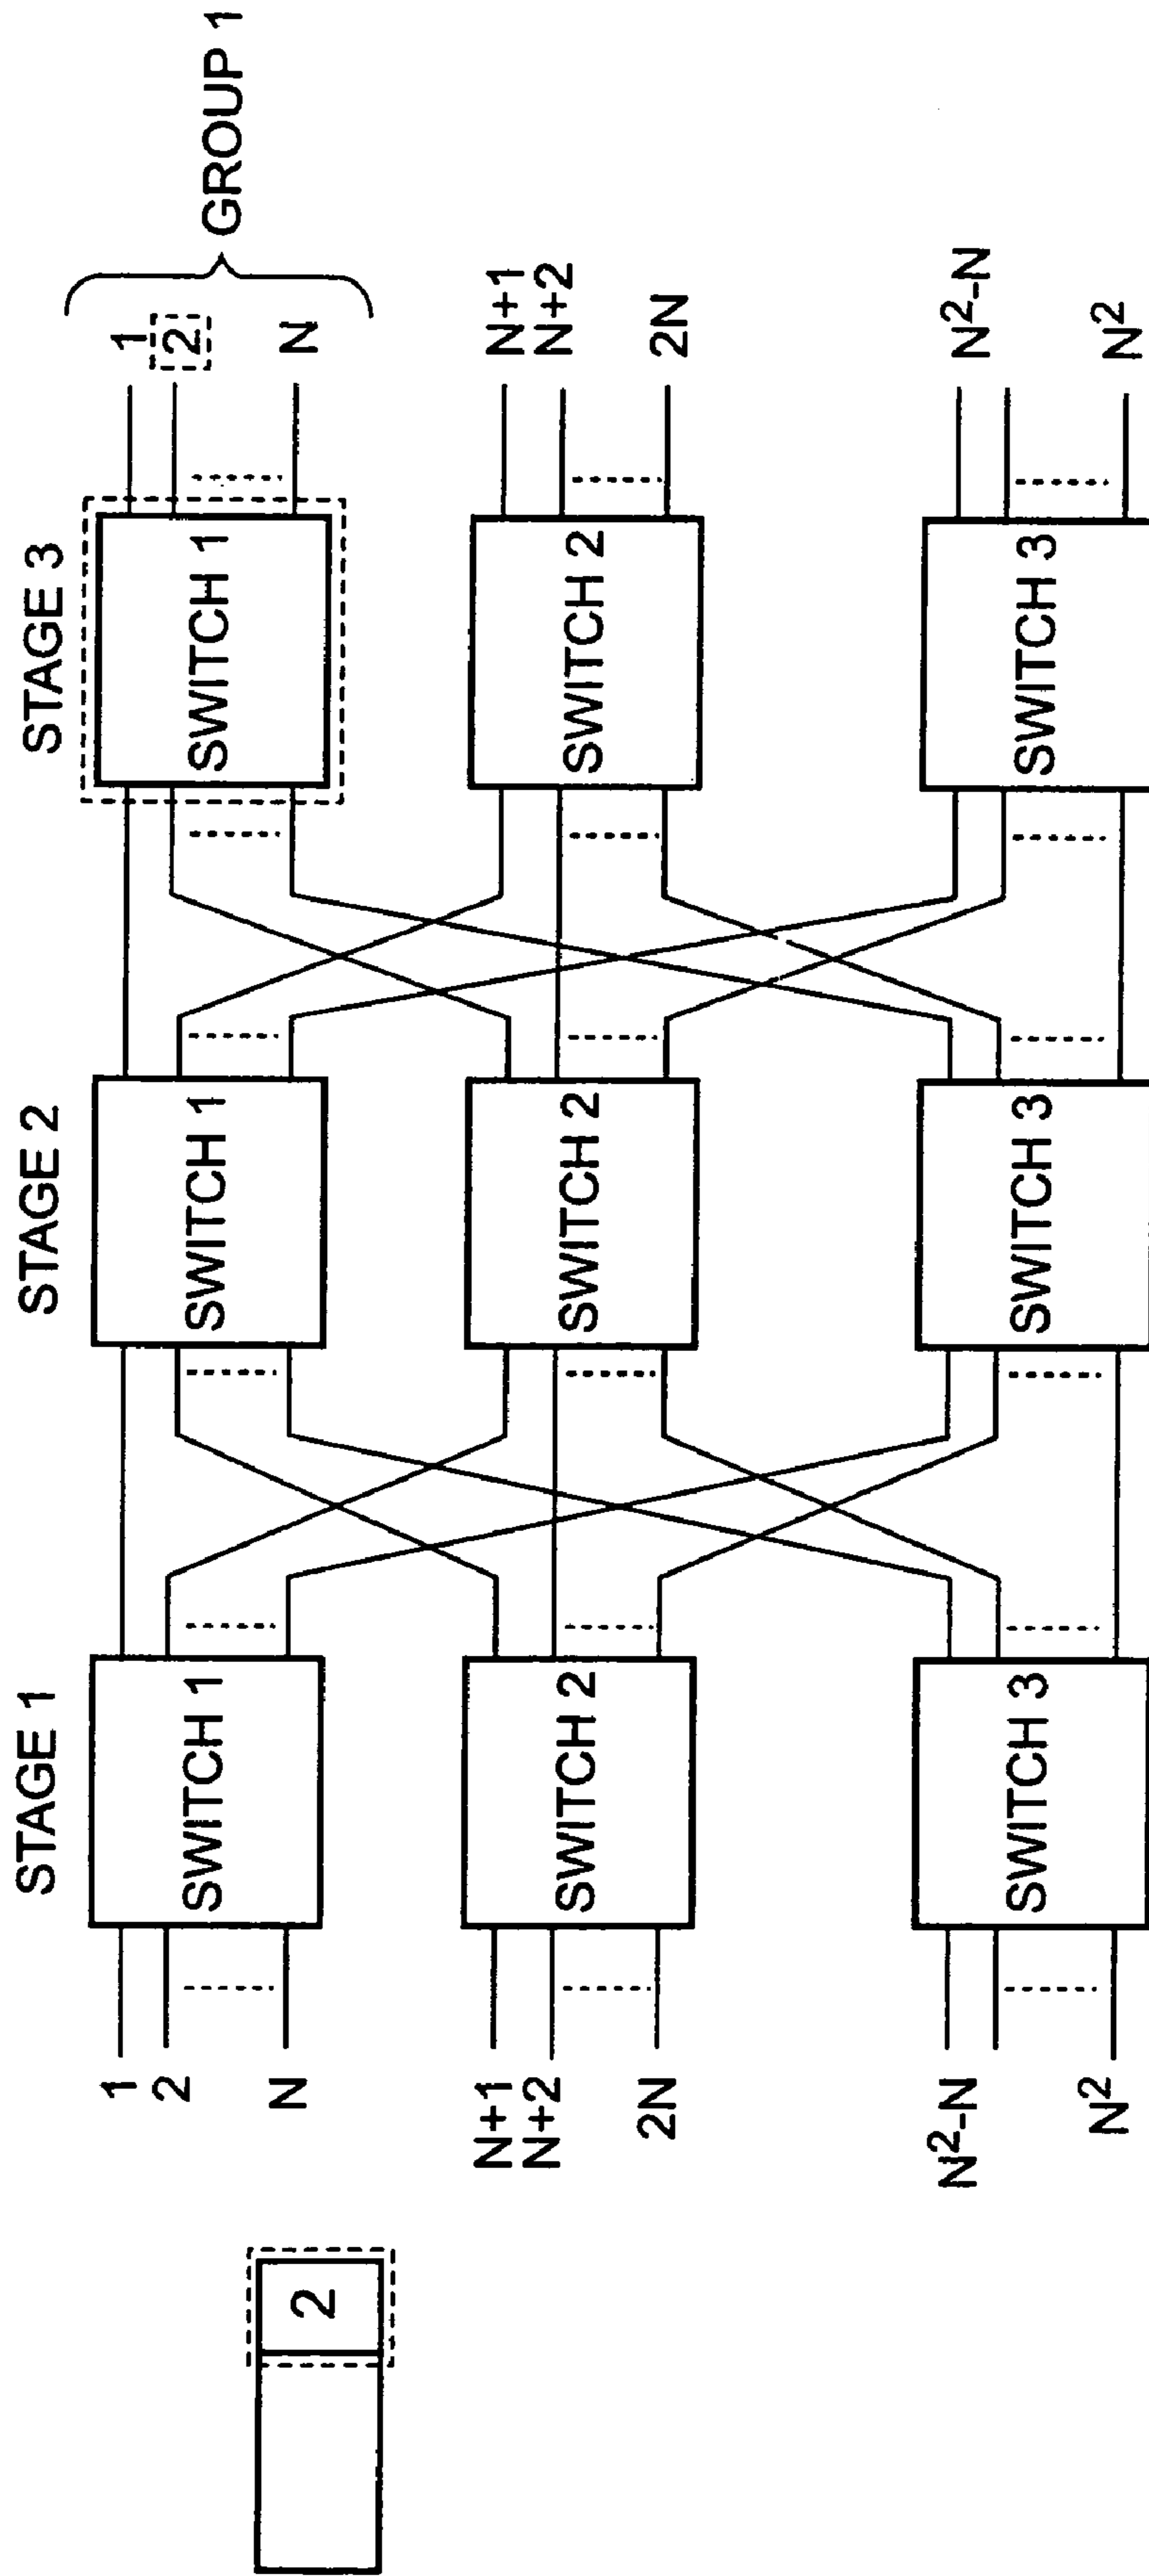 STAGE 1
STAGE 2
STAGE 3
1
2
N
SWITCH 1
SWITCH 1
SWITCH 1
1
2
N
GROUP 1
N+1
N+2
2N
SWITCH 2
SWITCH 2
SWITCH 2
N+1
N+2
2N
N²-N
N²
SWITCH 3
SWITCH 3
SWITCH 3
N²-N
N²
2